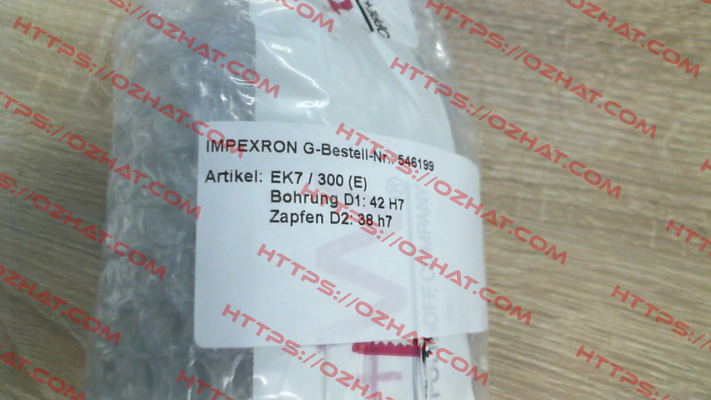 IMPEXRON G-Bestell-Nr.: 546199
Artikel: EK7 / 300 (E)
Bohrung D1: 42 H7
Zapfen D2: 38 h7
HTTPS://OZHAT.COM